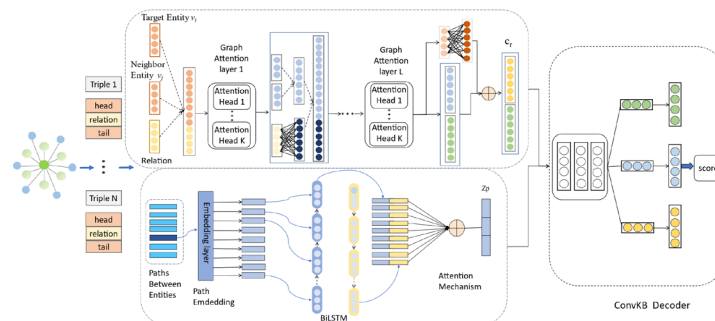 Target Entity vi
Neighbor
Entity vj
Relation
Triple 1
head
relation
tail
Triple N
head
relation
tail
Graph
Attention
layer 1
Attention
Head 1
Attention
Head K
Graph
Attention
layer L
Attention
Head 1
Attention
Head K
cr
Paths
Between
Entities
Embedding layer
Path
Embedding
BiLSTM
Attention
Mechanism
Zp
score
ConvKB Decoder